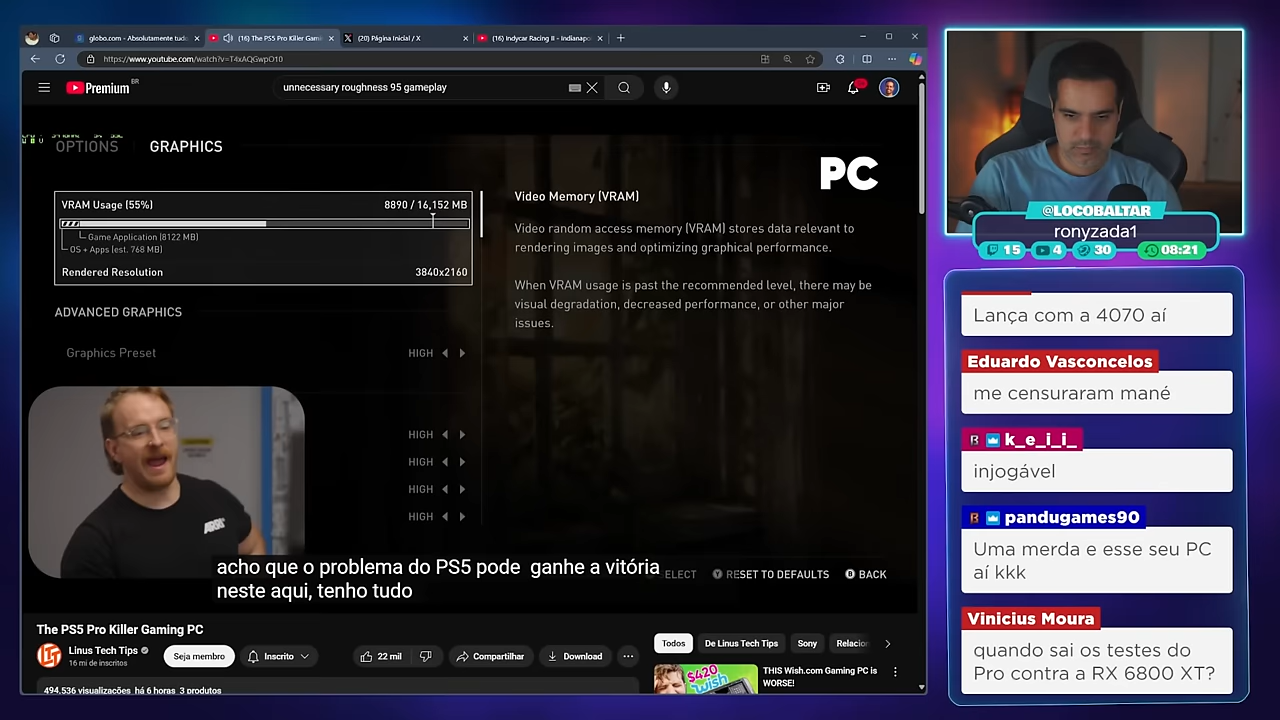 globo.com - Absolutamente tudo
(16) The PS5 Pro Killer Gami
(20) Página Inicial / X
(16) Indycar Racing II - Indianapo
https://www.youtube.com/watch?v=T4xAQGwpO10
Premium BR
unnecessary roughness 95 gameplay
OPTIONS
GRAPHICS
PC
VRAM Usage (55%)
8890 / 16,152 MB
Game Application (8122 MB)
OS + Apps (est. 768 MB)
Rendered Resolution
3840x2160
Video Memory (VRAM)
Video random access memory (VRAM) stores data relevant to
rendering images and optimizing graphical performance.
When VRAM usage is past the recommended level, there may be
visual degradation, decreased performance, or other major
issues.
ADVANCED GRAPHICS
Graphics Preset
HIGH
HIGH
HIGH
HIGH
HIGH
acho que o problema do PS5 pode ganhe a vitória
neste aqui, tenho tudo
ELECT
Y RESET TO DEFAULTS
B BACK
The PS5 Pro Killer Gaming PC
Linus Tech Tips
16 mi de inscritos
Seja membro
Inscrito
22 mil
Compartilhar
Download
494.536 visualizações há 6 horas 3 produtos
Todos
De Linus Tech Tips
Sony
Relacion
$420
wish
THIS Wish.com Gaming PC is
WORSE!
@LOCOBALTAR
ronyzada1
15
4
30
08:21
Lança com a 4070 aí
Eduardo Vasconcelos
me censuraram mané
k_e_i_i_
injogável
pandugames90
Uma merda e esse seu PC
aí kkk
Vinicius Moura
quando sai os testes do
Pro contra a RX 6800 XT?